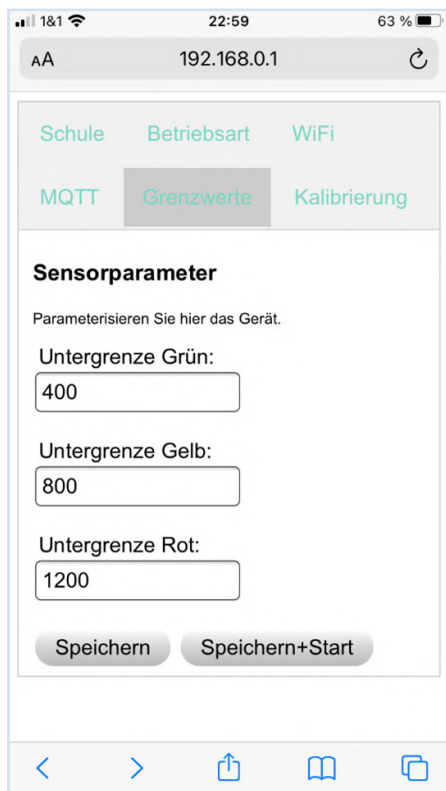 1&1 22:59 63 %
AA 192.168.0.1
Schule Betriebsart WiFi
MQTT Grenzwerte Kalibrierung
Sensorparameter
Parameterisieren Sie hier das Gerät.
Untergrenze Grün:
400
Untergrenze Gelb:
800
Untergrenze Rot:
1200
Speichern Speichern+Start